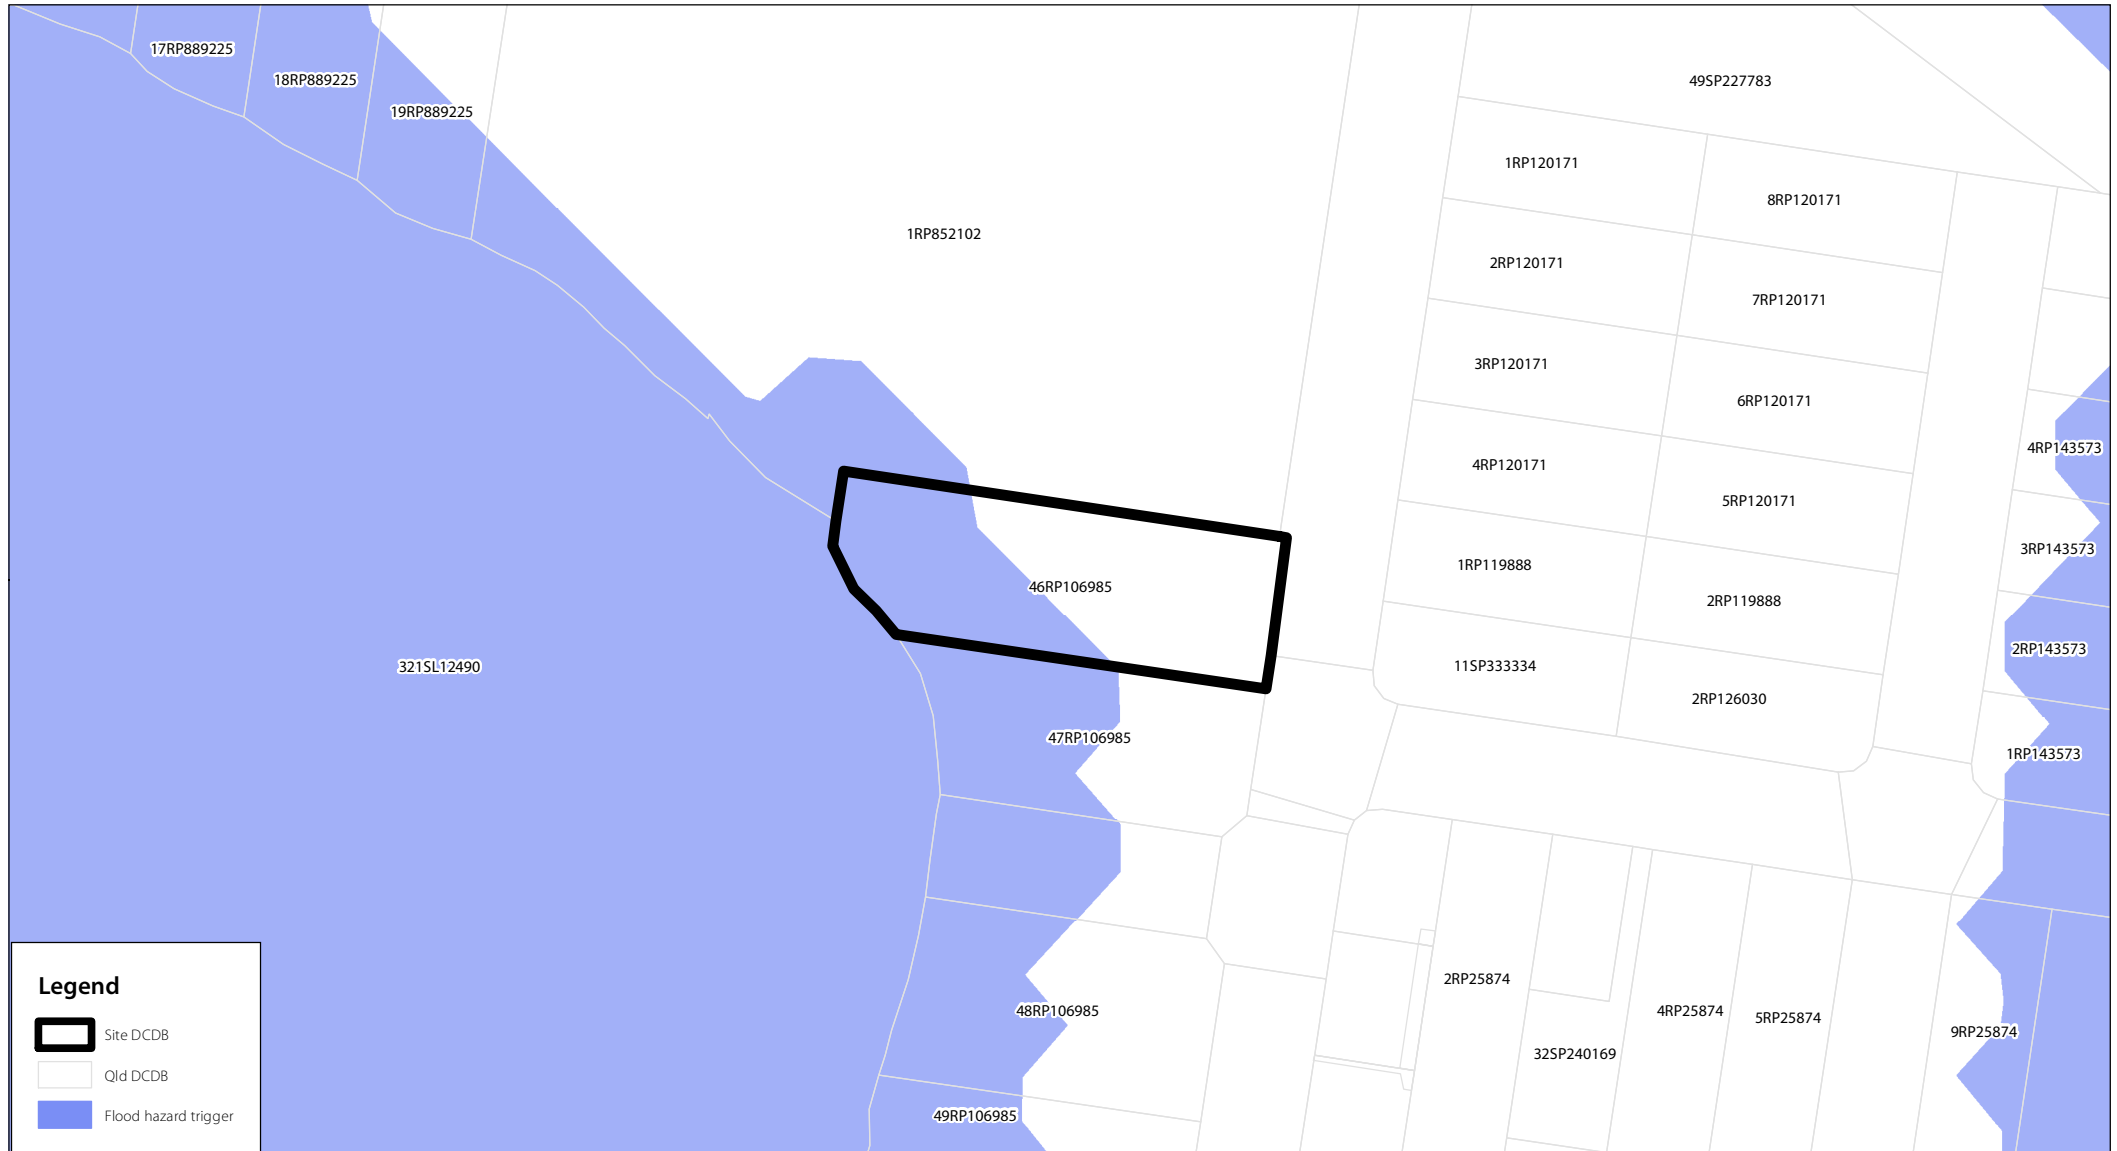 17RP889225
18RP889225
19RP889225
49SP227783
1RP120171
8RP120171
1RP852102
2RP120171
7RP120171
3RP120171
6RP120171
4RP143573
4RP120171
5RP120171
3RP143573
1RP119888
46RP106985
2RP119888
2RP143573
321SL12490
11SP333334
2RP126030
47RP106985
1RP143573
2RP25874
48RP106985
4RP25874
5RP25874
9RP25874
32SP240169
49RP106985
Legend
Site DCDB
Qld DCDB
Flood hazard trigger